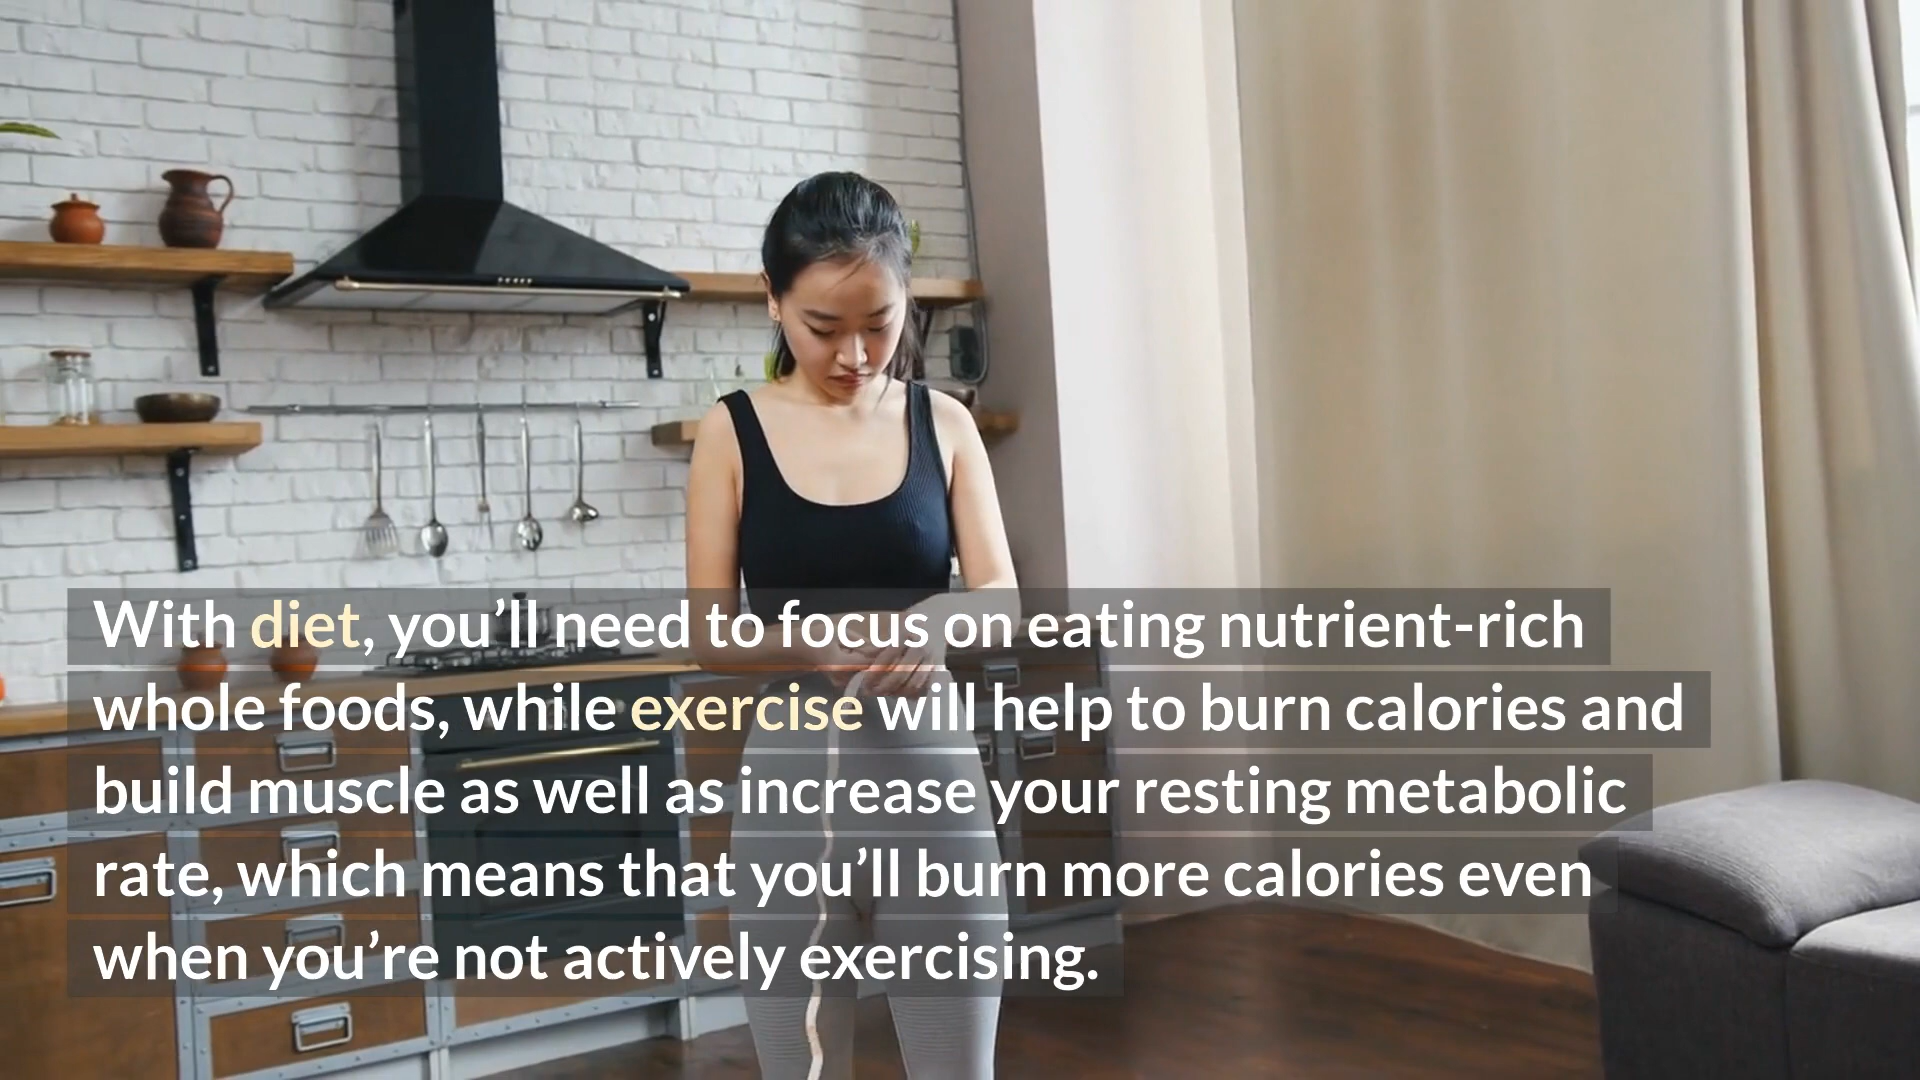 With diet, you’ll need to focus on eating nutrient-rich
whole foods, while exercise will help to burn calories and
build muscle as well as increase your resting metabolic
rate, which means that you’ll burn more calories even
when you’re not actively exercising.